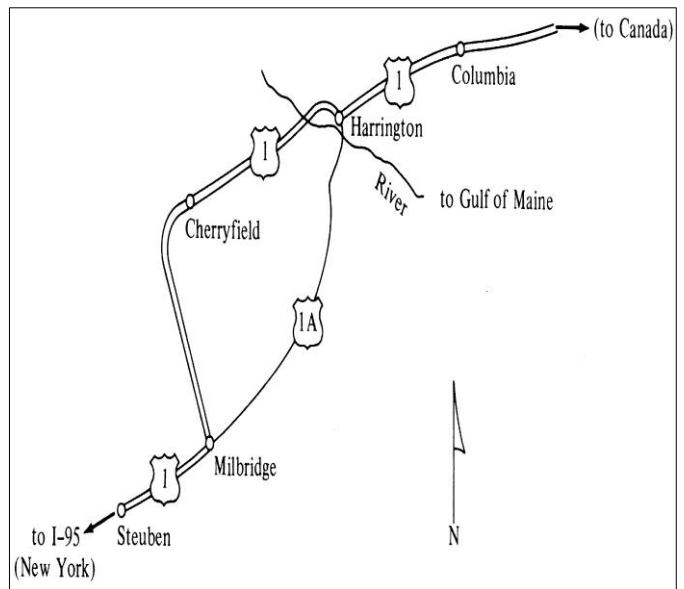 (to Canada)
1
Columbia
Harrington
1
River
to Gulf of Maine
Cherryfield
1A
Milbridge
1
Steuben
to I-95
(New York)
N